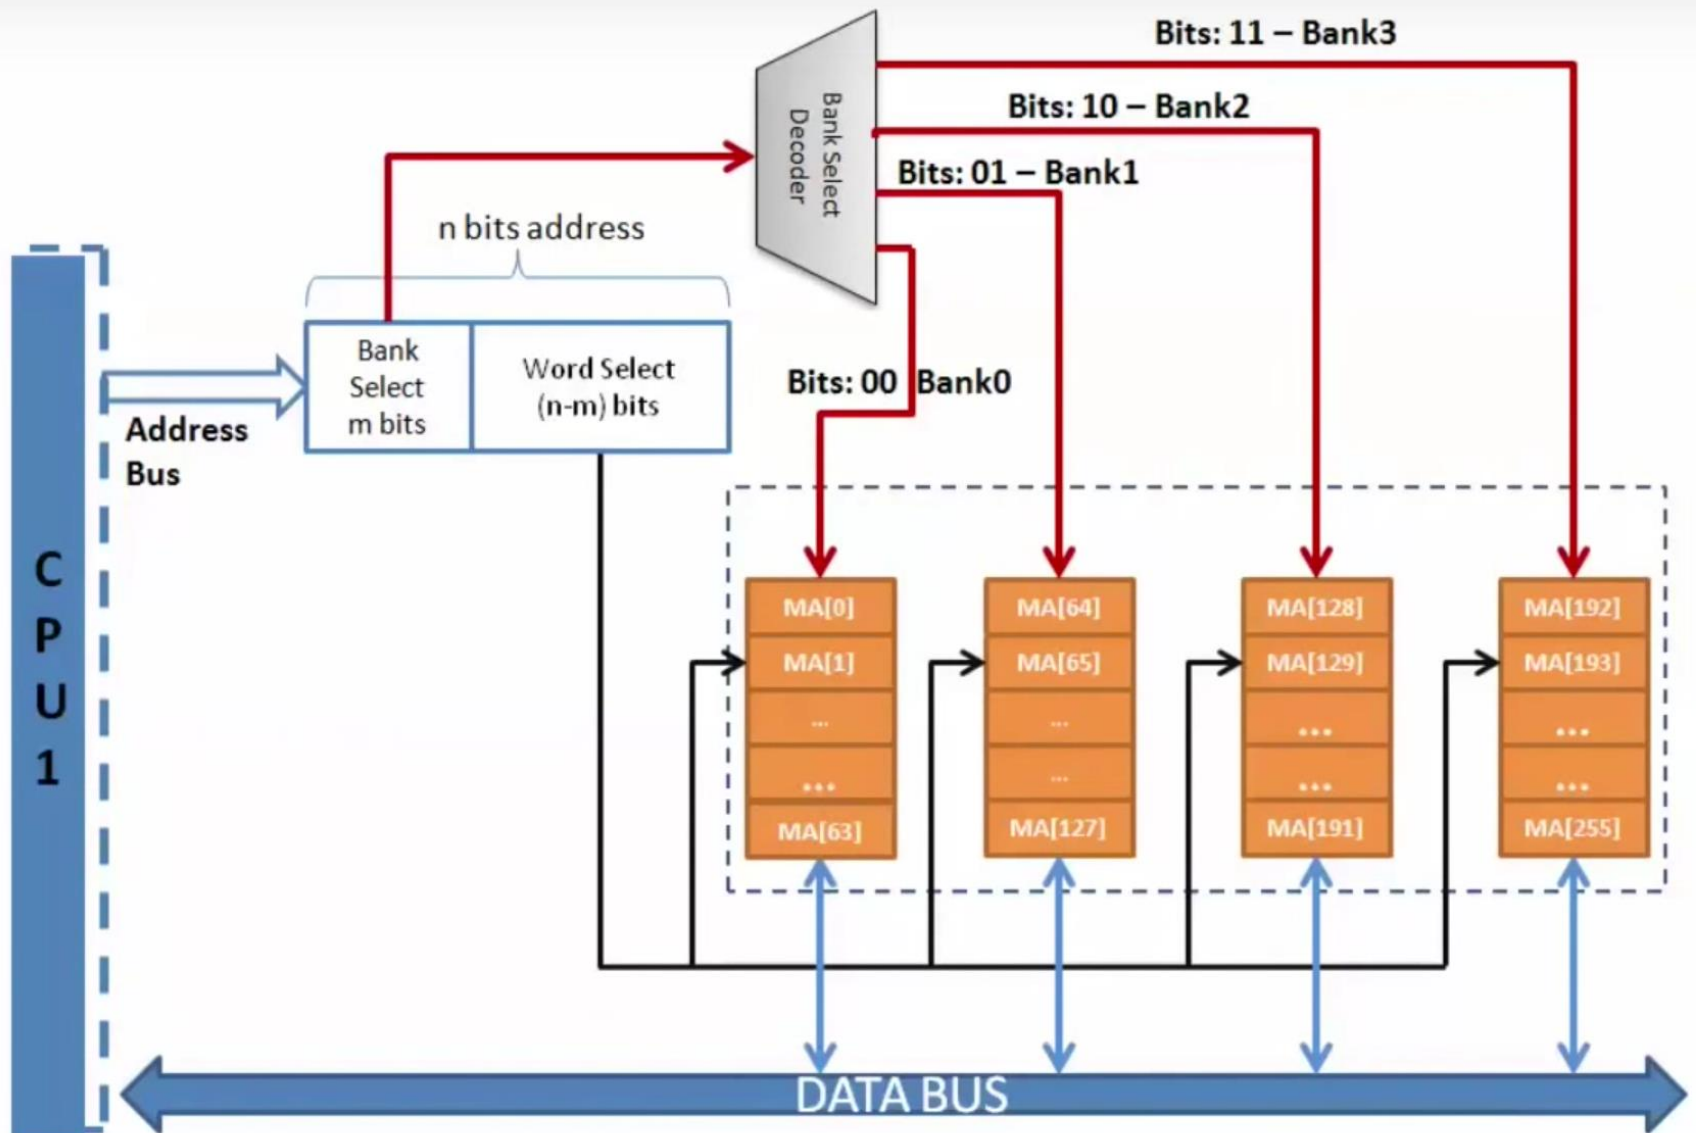 Bits: 11 – Bank3
Bits: 10 – Bank2
Bits: 01 – Bank1
Bank Select
Decoder
n bits address
Bank
Select
m bits
Word Select
(n-m) bits
Bits: 00 Bank0
Address
Bus
C
P
U
1
MA[0] MA[64] MA[128] MA[192]
MA[1] MA[65] MA[129] MA[193]
... ... ... ...
... ... ... ...
MA[63] MA[127] MA[191] MA[255]
DATA BUS